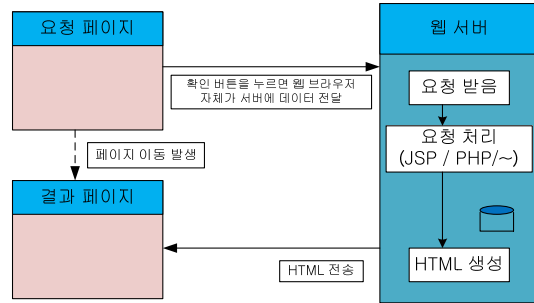 요청 페이지
웹 서버
확인 버튼을 누르면 웹 브라우저
자체가 서버에 데이터 전달
요청 받음
요청 처리
(JSP / PHP/~)
페이지 이동 발생
결과 페이지
HTML 생성
HTML 전송